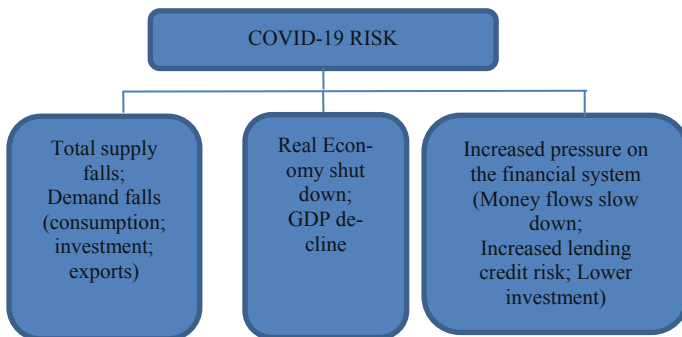 COVID-19 RISK
Total supply
falls;
Demand falls
(consumption;
investment;
exports)
Real Econ-
omy shut
down;
GDP de-
cline
Increased pressure on
the financial system
(Money flows slow
down;
Increased lending
credit risk; Lower
investment)